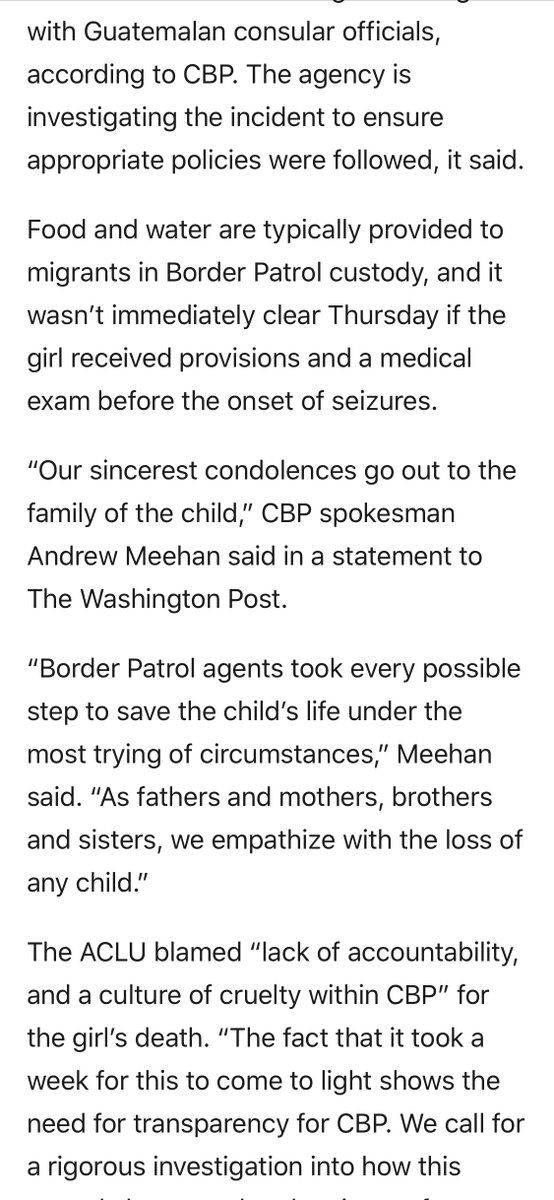 with Guatemalan consular officials,
according to CBP. The agency is
investigating the incident to ensure
appropriate policies were followed, it said.
Food and water are typically provided to
migrants in Border Patrol custody, and it
wasn’t immediately clear Thursday if the
girl received provisions and a medical
exam before the onset of seizures.
“Our sincerest condolences go out to the
family of the child,” CBP spokesman
Andrew Meehan said in a statement to
The Washington Post.
“Border Patrol agents took every possible
step to save the child’s life under the
most trying of circumstances,” Meehan
said. “As fathers and mothers, brothers
and sisters, we empathize with the loss of
any child.”
The ACLU blamed “lack of accountability,
and a culture of cruelty within CBP” for
the girl’s death. “The fact that it took a
week for this to come to light shows the
need for transparency for CBP. We call for
a rigorous investigation into how this